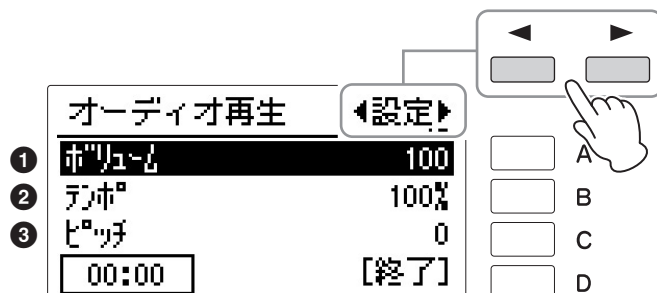 ◀ ▶
オーディオ再生 ◀設定▶
❶ ボリューム 100 A
❷ テンポ 100% B
❸ ピッチ 0 C
00:00 [終了] D